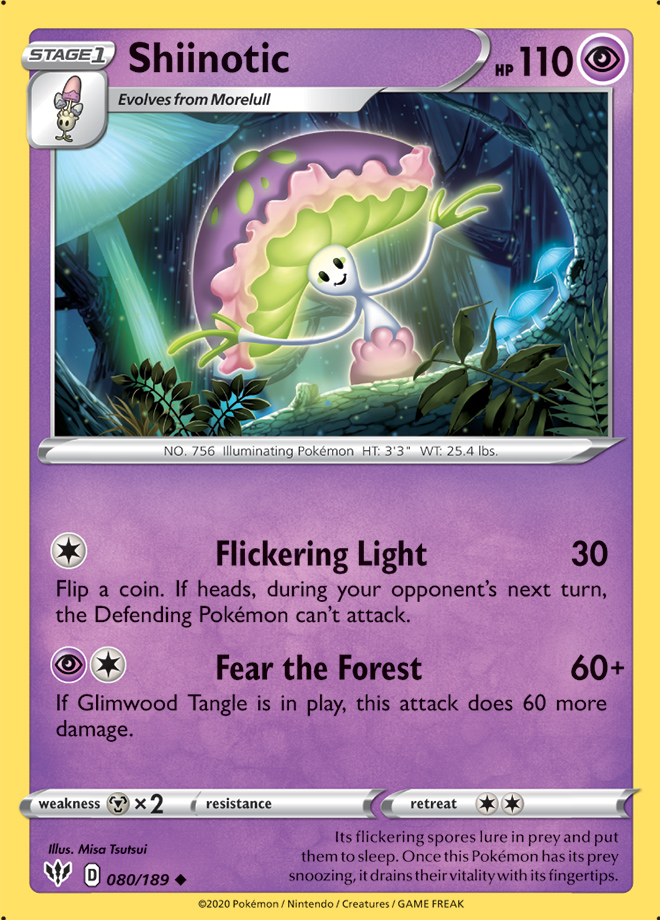 STAGE 1
Shiinotic
HP 110
Evolves from Morelull
NO. 756 Illuminating Pokémon HT: 3'3" WT: 25.4 lbs.
Flickering Light 30
Flip a coin. If heads, during your opponent's next turn,
the Defending Pokémon can't attack.
Fear the Forest 60+
If Glimwood Tangle is in play, this attack does 60 more
damage.
weakness ×2 resistance retreat
Illus. Misa Tsutsui
D 080/189
Its flickering spores lure in prey and put
them to sleep. Once this Pokémon has its prey
snoozing, it drains their vitality with its fingertips.
©2020 Pokémon / Nintendo / Creatures / GAME FREAK